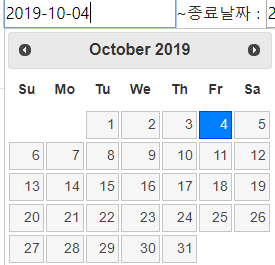 2019-10-04 ~종료날짜 : 2
October 2019
Su Mo Tu We Th Fr Sa
1 2 3 4 5
6 7 8 9 10 11 12
13 14 15 16 17 18 19
20 21 22 23 24 25 26
27 28 29 30 31